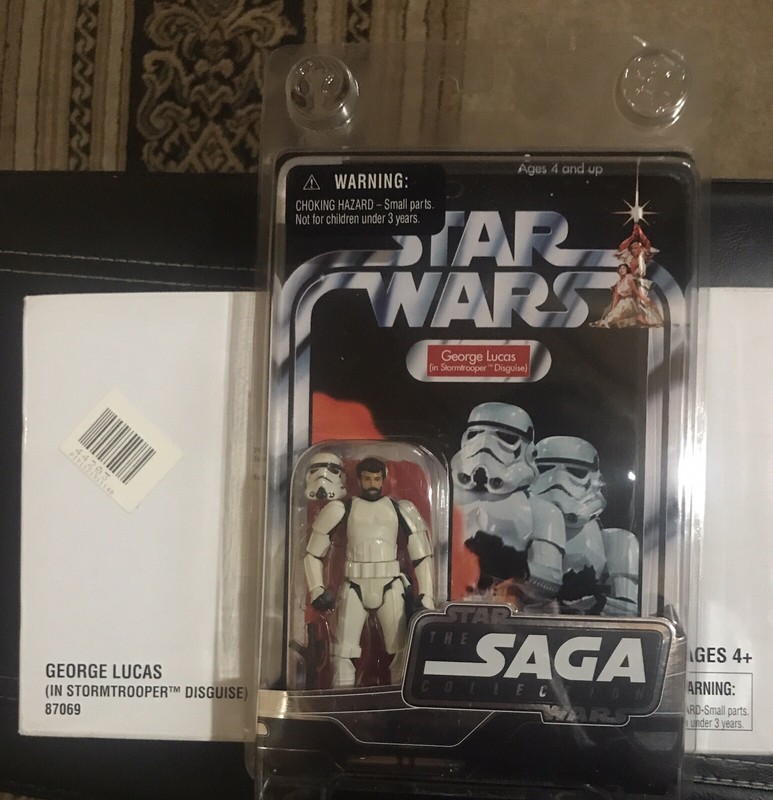 Ages 4 and up
WARNING:
CHOKING HAZARD – Small parts.
Not for children under 3 years.
STAR
WARS
George Lucas
(in Stormtrooper™ Disguise)
STAR
THE
SAGA
COLLECTION
WARS
GEORGE LUCAS
(IN STORMTROOPER™ DISGUISE)
87069
AGES 4+
ARNING:
ARD-Small parts.
under 3 years.